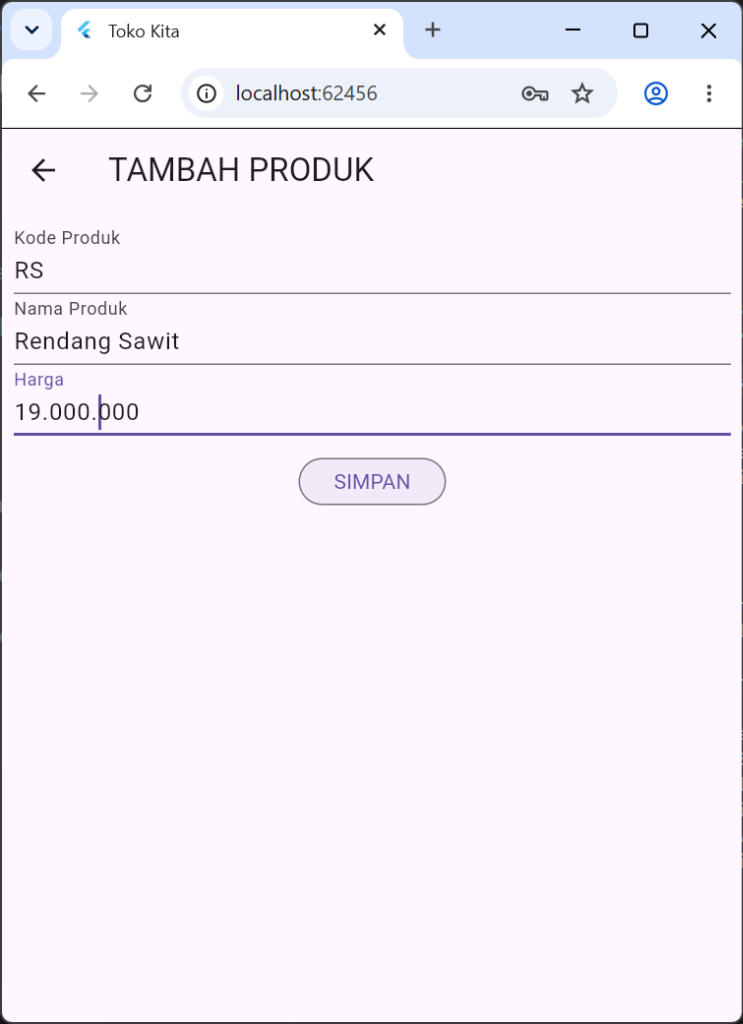 Toko Kita
localhost:62456
TAMBAH PRODUK
Kode Produk
RS
Nama Produk
Rendang Sawit
Harga
19.000.000
SIMPAN